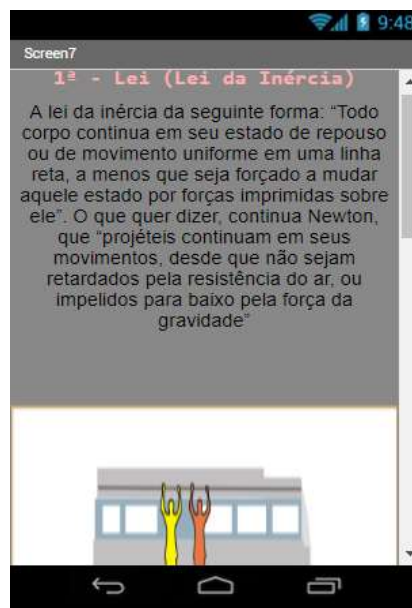 9:48
Screen7
1ª - Lei (Lei da Inércia)
A lei da inércia da seguinte forma: “Todo
corpo continua em seu estado de repouso
ou de movimento uniforme em uma linha
reta, a menos que seja forçado a mudar
aquele estado por forças imprimidas sobre
ele”. O que quer dizer, continua Newton,
que “projéteis continuam em seus
movimentos, desde que não sejam
retardados pela resistência do ar, ou
impelidos para baixo pela força da
gravidade”